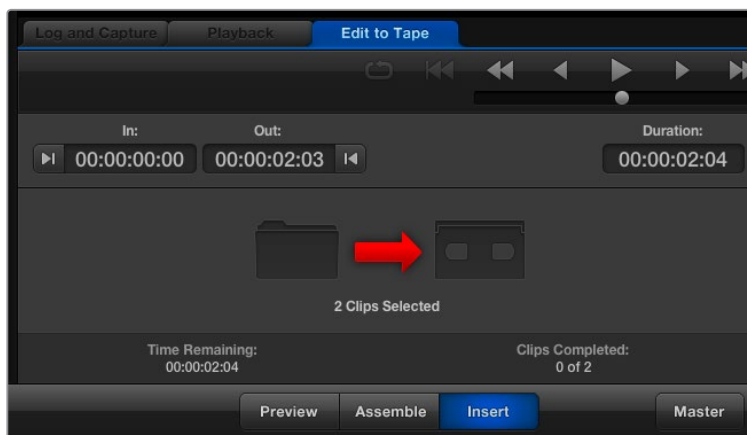 Log and Capture Playback Edit to Tape
In: Out: Duration:
00:00:00:00 00:00:02:03 00:00:02:04
2 Clips Selected
Time Remaining: Clips Completed:
00:00:02:04 0 of 2
Preview Assemble Insert Master